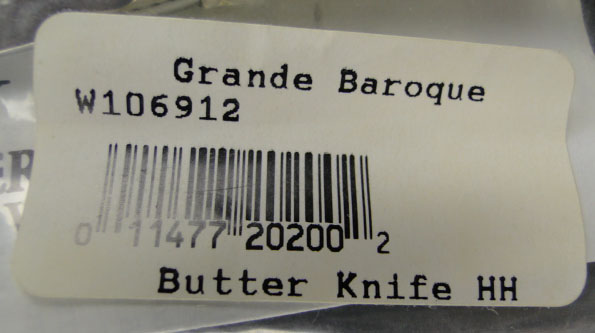 Grande Baroque
W106912
0 11477 20200 2
Butter Knife HH